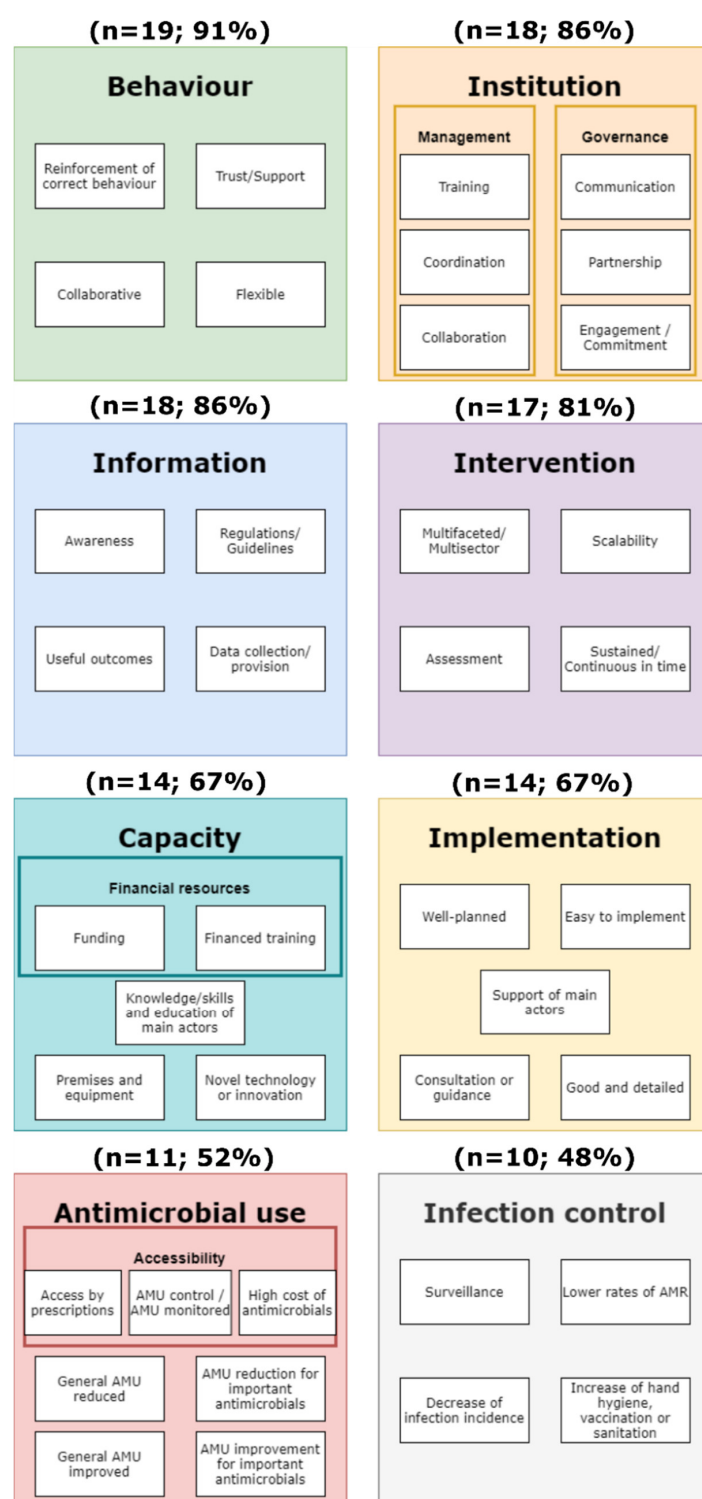 (n=19; 91%)
Behaviour
Reinforcement of
correct behaviour
Trust/Support
Collaborative
Flexible
(n=18; 86%)
Institution
Management
Training
Coordination
Collaboration
Governance
Communication
Partnership
Engagement /
Commitment
(n=18; 86%)
Information
Awareness
Regulations/
Guidelines
Useful outcomes
Data collection/
provision
(n=17; 81%)
Intervention
Multifaceted/
Multisector
Scalability
Assessment
Sustained/
Continuous in time
(n=14; 67%)
Capacity
Financial resources
Funding
Financed training
Knowledge/skills
and education of
main actors
Premises and
equipment
Novel technology
or innovation
(n=14; 67%)
Implementation
Well-planned
Easy to implement
Support of main
actors
Consultation or
guidance
Good and detailed
(n=11; 52%)
Antimicrobial use
Accessibility
Access by
prescriptions
AMU control /
AMU monitored
High cost of
antimicrobials
General AMU
reduced
AMU reduction for
important
antimicrobials
General AMU
improved
AMU improvement
for important
antimicrobials
(n=10; 48%)
Infection control
Surveillance
Lower rates of AMR
Decrease of
infection incidence
Increase of hand
hygiene,
vaccination or
sanitation